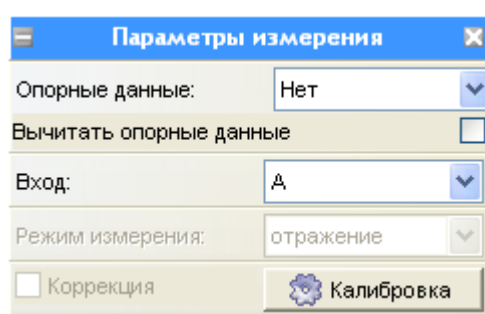 Параметры измерения
Опорные данные: Нет
Вычитать опорные данные
Вход: A
Режим измерения: отражение
Коррекция Калибровка